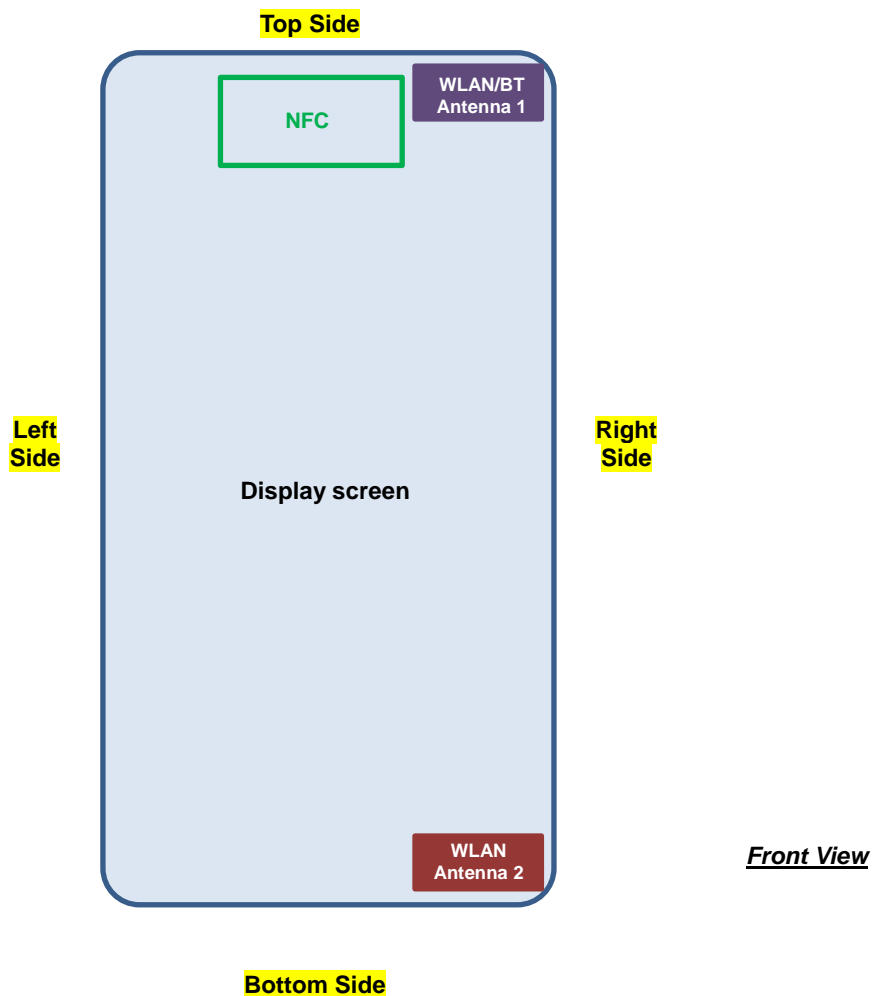 Top Side
WLAN/BT
Antenna 1
NFC
Left
Side
Right
Side
Display screen
WLAN
Antenna 2
Front View
Bottom Side